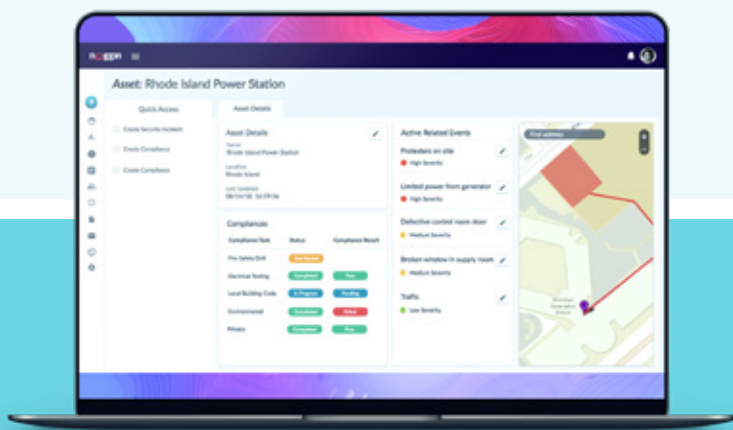 Asset: Rhode Island Power Station
Quick Access
Asset Details
Create Security Incident
Create Compliance
Create Compliance
Asset Details
Name
Rhode Island Power Station
Location
Rhode Island
Last Updated
Compliances
Compliance Task Status Compliance Result
Fire Safety Drill
Electrical Testing Completed Pass
Local Building Code In Progress Pending
Environmental Completed Failed
Privacy Completed Pass
Active Related Events
Protesters on site
High Severity
Limited power from generator
High Severity
Defective control room door
Medium Severity
Broken window in supply room
Medium Severity
Traffic
Low Severity
Find address